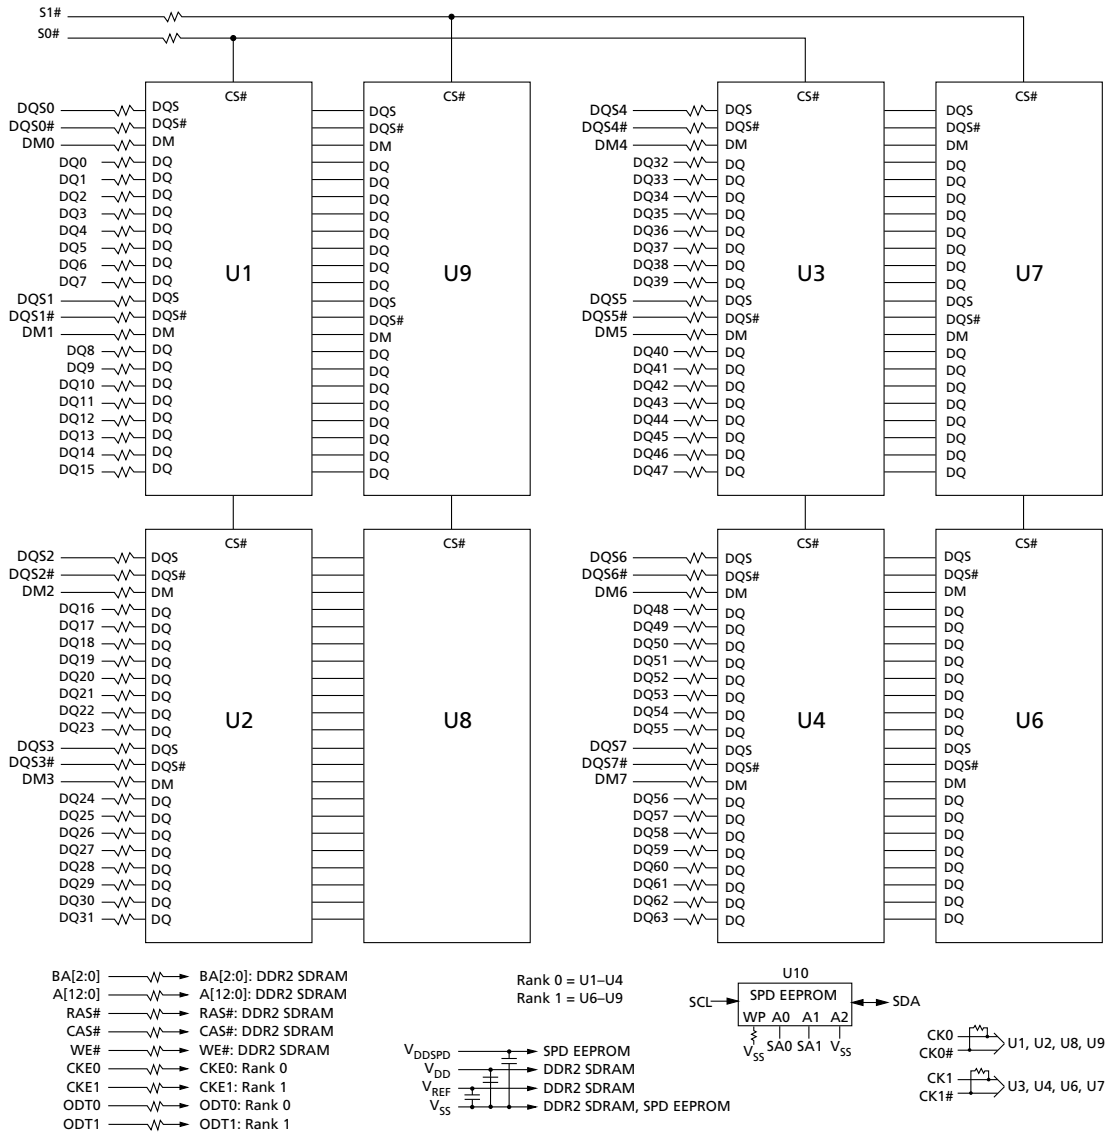 S1#
S0#
CS# CS# CS# CS#
DQS0 DQS DQS DQS4 DQS DQS
DQS0# DQS# DQS# DQS4# DQS# DQS#
DM0 DM DM DM4 DM DM
DQ0 DQ DQ DQ32 DQ DQ
DQ1 DQ DQ DQ33 DQ DQ
DQ2 DQ DQ DQ34 DQ DQ
DQ3 DQ DQ DQ35 DQ DQ
DQ4 DQ DQ DQ36 DQ DQ
DQ5 DQ DQ DQ37 DQ DQ
DQ6 DQ DQ DQ38 DQ DQ
DQ7 DQ DQ DQ39 DQ DQ
U1 U9 U3 U7
DQS1 DQS DQS DQS5 DQS DQS
DQS1# DQS# DQS# DQS5# DQS# DQS#
DM1 DM DM DM5 DM DM
DQ8 DQ DQ DQ40 DQ DQ
DQ9 DQ DQ DQ41 DQ DQ
DQ10 DQ DQ DQ42 DQ DQ
DQ11 DQ DQ DQ43 DQ DQ
DQ12 DQ DQ DQ44 DQ DQ
DQ13 DQ DQ DQ45 DQ DQ
DQ14 DQ DQ DQ46 DQ DQ
DQ15 DQ DQ DQ47 DQ DQ
CS# CS# CS#
DQS2 DQS DQS6 DQS DQS
DQS2# DQS# DQS6# DQS# DQS#
DM2 DM DM6 DM DM
DQ16 DQ DQ48 DQ DQ
DQ17 DQ DQ49 DQ DQ
DQ18 DQ DQ50 DQ DQ
DQ19 DQ DQ51 DQ DQ
DQ20 DQ DQ52 DQ DQ
DQ21 DQ DQ53 DQ DQ
DQ22 DQ DQ54 DQ DQ
DQ23 DQ DQ55 DQ DQ
U2 U8 U4 U6
DQS3 DQS DQS7 DQS DQS
DQS3# DQS# DQS7# DQS# DQS#
DM3 DM DM7 DM DM
DQ24 DQ DQ56 DQ DQ
DQ25 DQ DQ57 DQ DQ
DQ26 DQ DQ58 DQ DQ
DQ27 DQ DQ59 DQ DQ
DQ28 DQ DQ60 DQ DQ
DQ29 DQ DQ61 DQ DQ
DQ30 DQ DQ62 DQ DQ
DQ31 DQ DQ63 DQ DQ
BA[2:0] BA[2:0]: DDR2 SDRAM
A[12:0] A[12:0]: DDR2 SDRAM
RAS# RAS#: DDR2 SDRAM
CAS# CAS#: DDR2 SDRAM
WE# WE#: DDR2 SDRAM
CKE0 CKE0: Rank 0
CKE1 CKE1: Rank 1
ODT0 ODT0: Rank 0
ODT1 ODT1: Rank 1
Rank 0 = U1–U4
Rank 1 = U6–U9
VDDSPD SPD EEPROM
VDD DDR2 SDRAM
VREF DDR2 SDRAM
VSS DDR2 SDRAM, SPD EEPROM
U10
SCL SPD EEPROM SDA
WP A0 A1 A2
VSS SA0 SA1 VSS
CK0
CK0# U1, U2, U8, U9
CK1
CK1# U3, U4, U6, U7